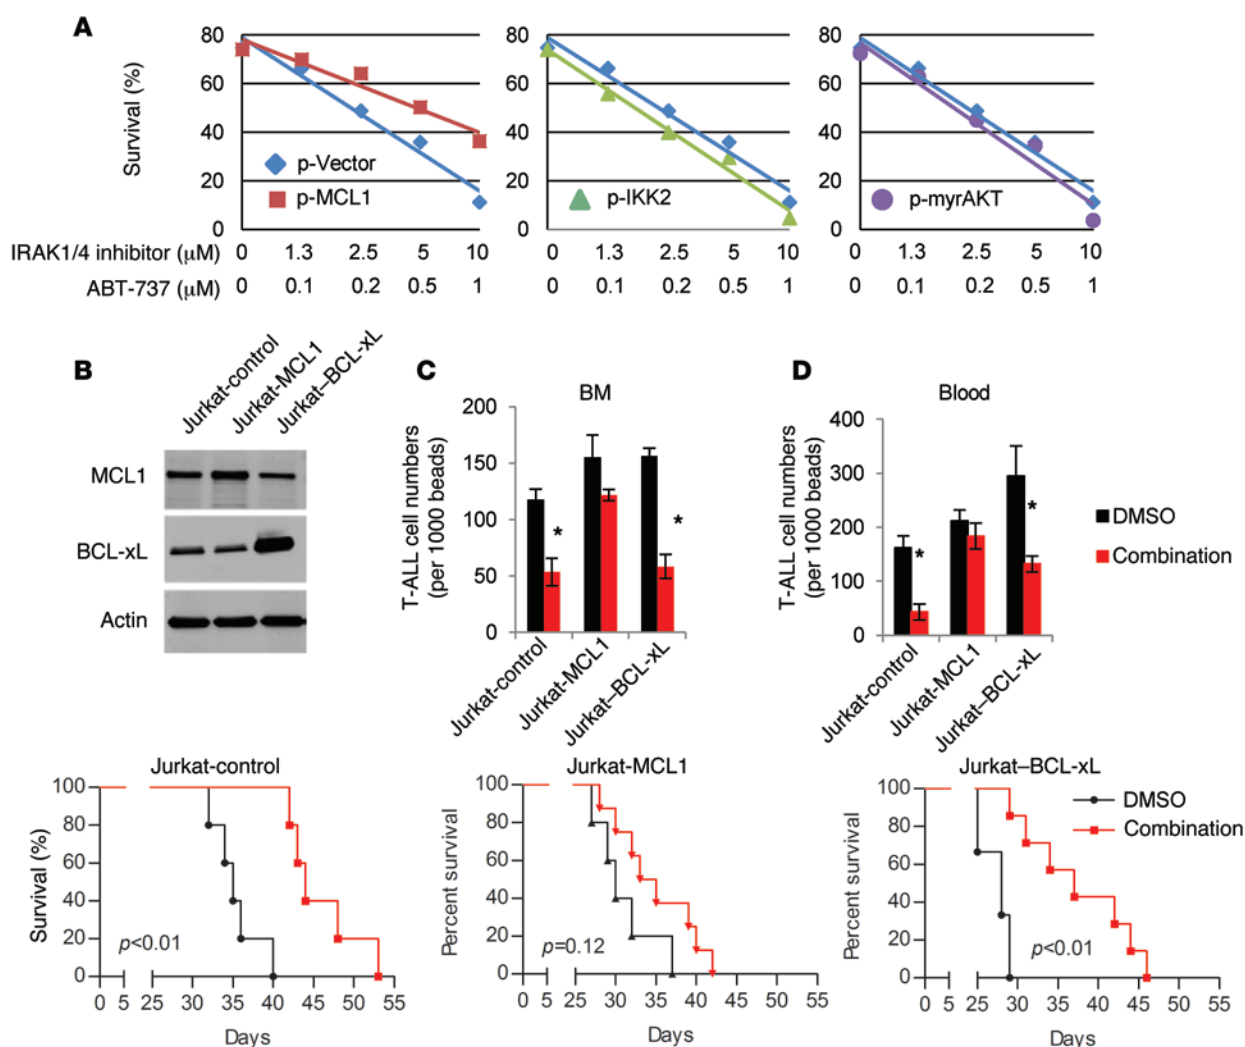 A
Survival (%)
80
60
40
20
0
p-Vector
p-MCL1
80
60
40
20
0
p-IKK2
80
60
40
20
0
p-myrAKT
IRAK1/4 inhibitor (μM) 0 1.3 2.5 5 10 0 1.3 2.5 5 10 0 1.3 2.5 5 10
ABT-737 (μM) 0 0.1 0.2 0.5 1 0 0.1 0.2 0.5 1 0 0.1 0.2 0.5 1
B
Jurkat-control
Jurkat-MCL1
Jurkat–BCL-xL
MCL1
BCL-xL
Actin
C
BM
T-ALL cell numbers
(per 1000 beads)
200
150
100
50
0
*
*
Jurkat-control
Jurkat-MCL1
Jurkat–BCL-xL
D
Blood
T-ALL cell numbers
(per 1000 beads)
400
300
200
100
0
*
*
Jurkat-control
Jurkat-MCL1
Jurkat–BCL-xL
DMSO
Combination
Jurkat-control
Survival (%)
100
80
60
40
20
0
p<0.01
0 5 25 35 45 55
Days
Jurkat-MCL1
Percent survival
100
80
60
40
20
0
p=0.12
0 5 25 35 45 55
Days
Jurkat–BCL-xL
Percent survival
100
80
60
40
20
0
DMSO
Combination
p<0.01
0 25 30 40 50 55
Days